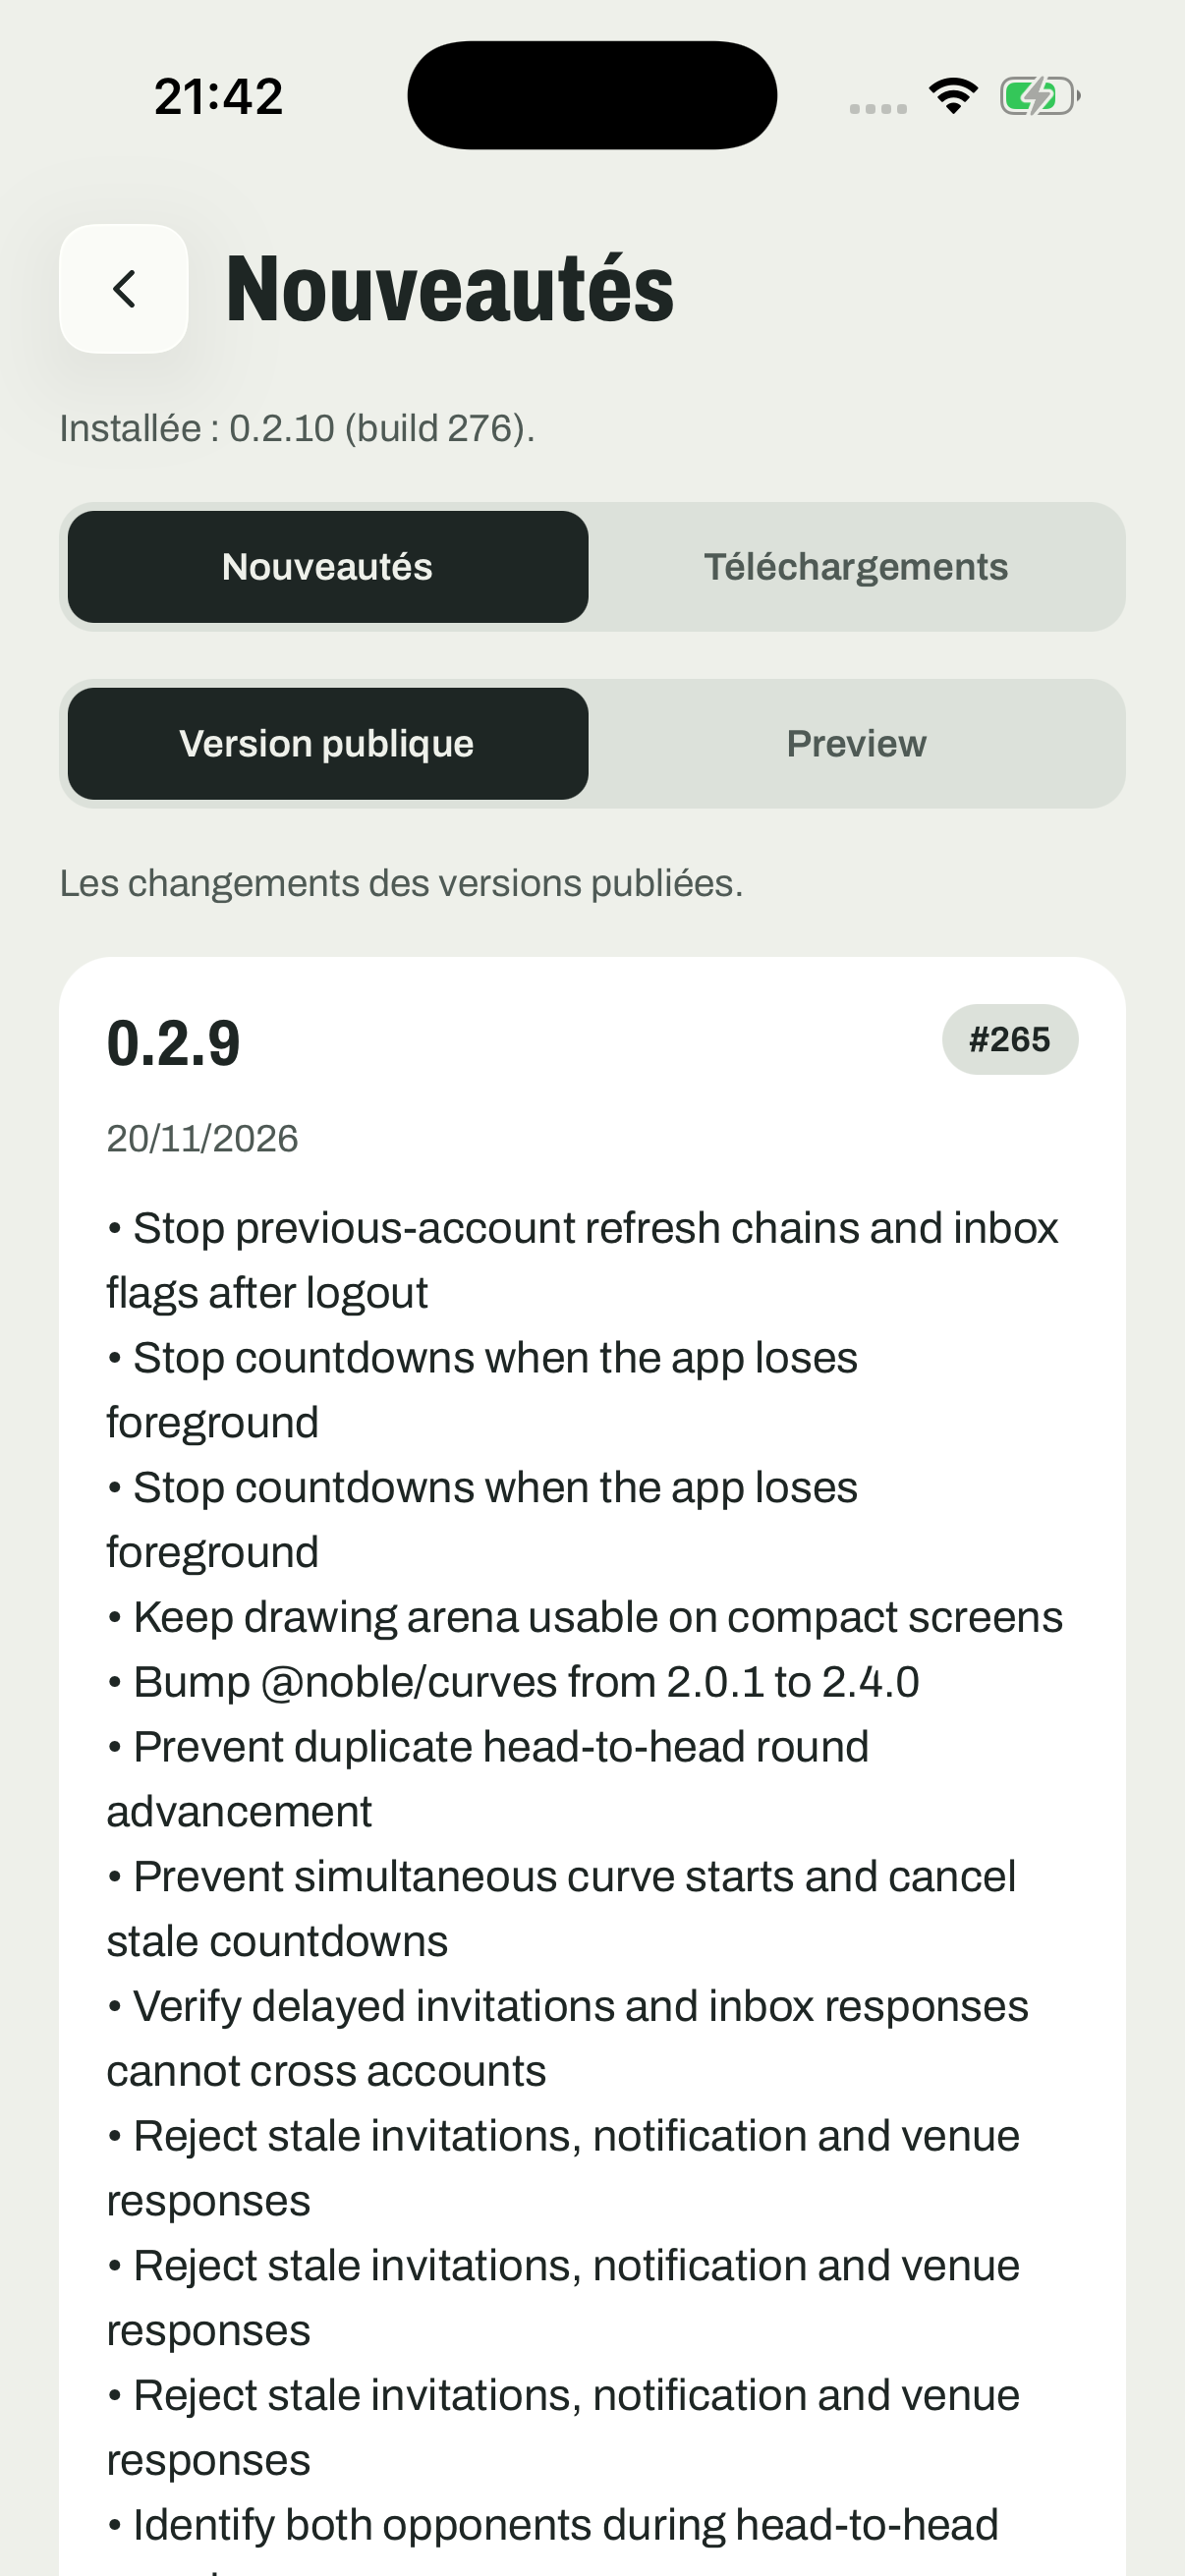 21:42
Nouveautés
Installée : 0.2.10 (build 276).
Nouveautés
Téléchargements
Version publique
Preview
Les changements des versions publiées.
0.2.9
#265
20/11/2026
• Stop previous-account refresh chains and inbox
flags after logout
• Stop countdowns when the app loses
foreground
• Stop countdowns when the app loses
foreground
• Keep drawing arena usable on compact screens
• Bump @noble/curves from 2.0.1 to 2.4.0
• Prevent duplicate head-to-head round
advancement
• Prevent simultaneous curve starts and cancel
stale countdowns
• Verify delayed invitations and inbox responses
cannot cross accounts
• Reject stale invitations, notification and venue
responses
• Reject stale invitations, notification and venue
responses
• Reject stale invitations, notification and venue
responses
• Identify both opponents during head-to-head